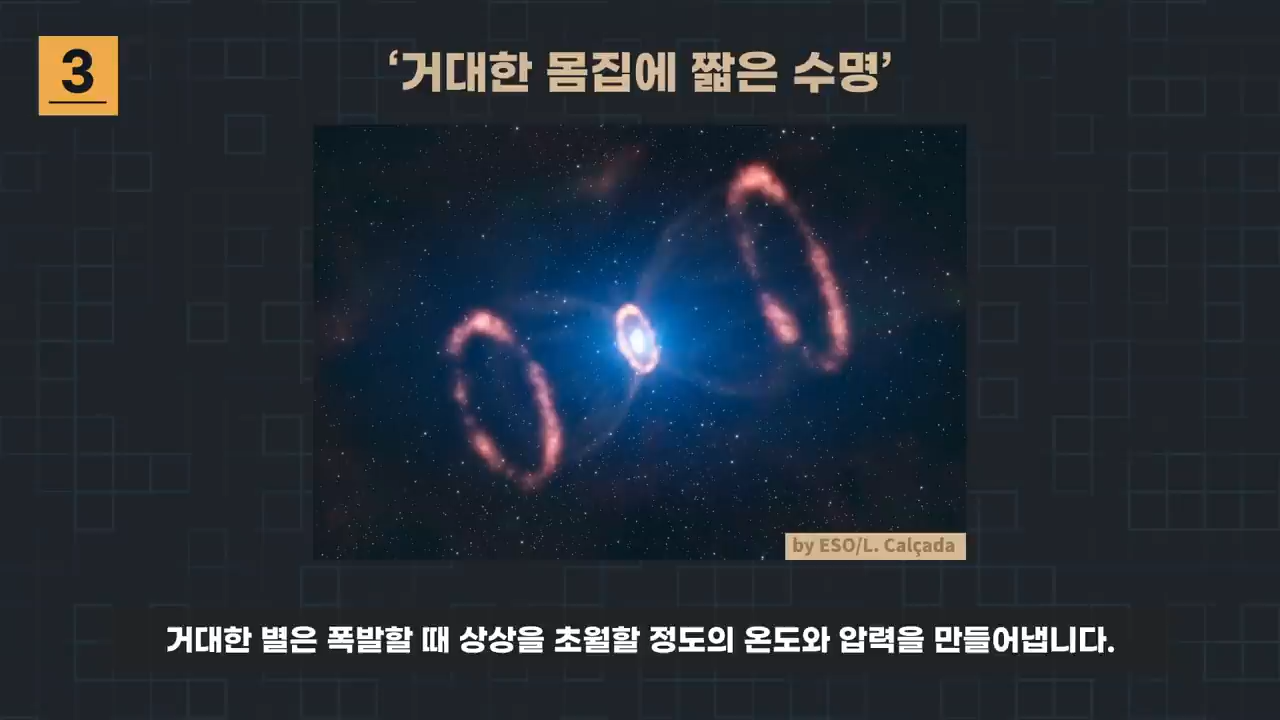 3
‘거대한 몸집에 짧은 수명’
by ESO/L. Calçada
거대한 별은 폭발할 때 상상을 초월할 정도의 온도와 압력을 만들어냅니다.